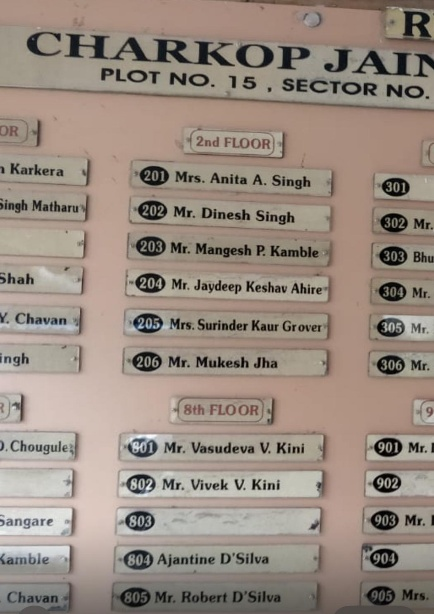 R
CHARKOP JAIN
PLOT NO. 15 , SECTOR NO.
OR
Karkera
Singh Matharu
Shah
Y. Chavan
ingh
2nd FLOOR
201 Mrs. Anita A. Singh
202 Mr. Dinesh Singh
203 Mr. Mangesh P. Kamble
204 Mr. Jaydeep Keshav Ahire
205 Mrs. Surinder Kaur Grover
206 Mr. Mukesh Jha
301
302 Mr.
303 Bhu
304 Mr.
305 Mr.
306 Mr.
R
D. Chougule
Sangare
Kamble
Chavan
8th FLOOR
801 Mr. Vasudeva V. Kini
802 Mr. Vivek V. Kini
803
804 Ajantine D'Silva
805 Mr. Robert D'Silva
9
901 Mr.
902
903 Mr.
904
905 Mrs.